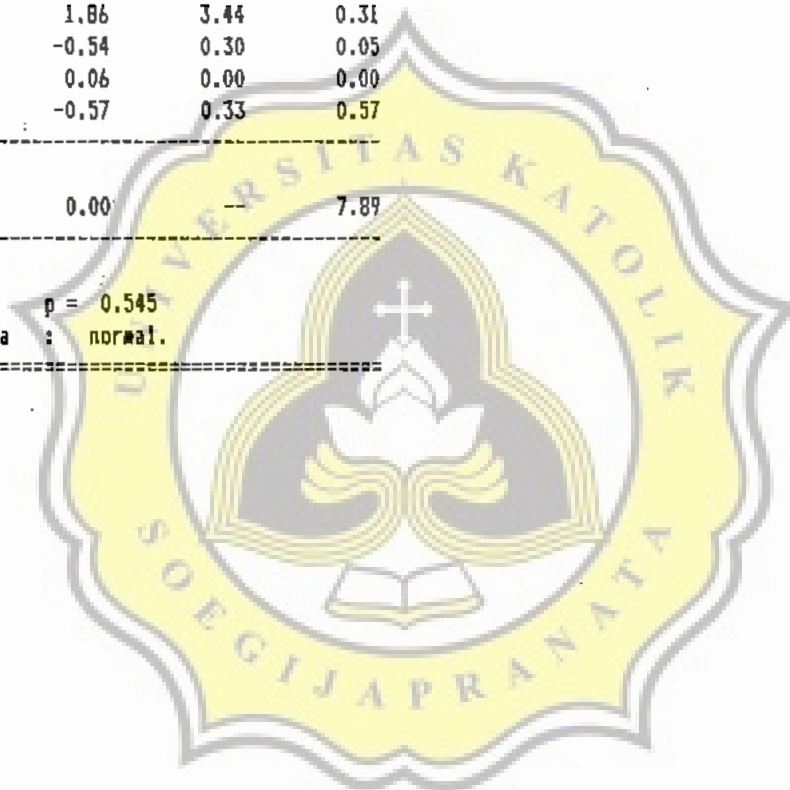 1.86 3.44 0.31
-0.54 0.30 0.05
0.06 0.00 0.00
-0.57 0.33 0.57
0.00 -- 7.89
p = 0.545
a : normal.
UNIVERSITAS KATOLIK
SOEGIJAPRANATA